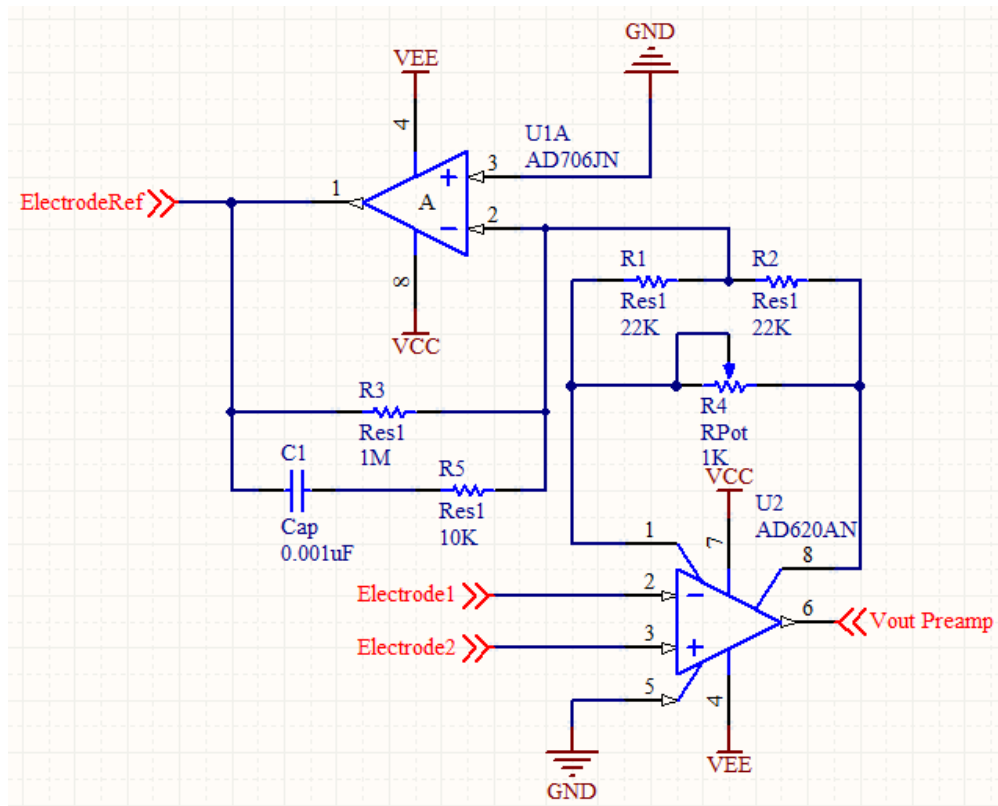 GND
VEE
4
U1A
AD706JN
3
ElectrodeRef
1
+
A
2
−
R1
R2
8
Res1
Res1
22K
22K
VCC
R3
R4
Res1
RPot
1M
1K
C1
R5
VCC
Res1
U2
Cap
10K
AD620AN
0.001uF
1
7
8
Electrode1
2
−
6
Vout Preamp
Electrode2
3
+
5
4
VEE
GND